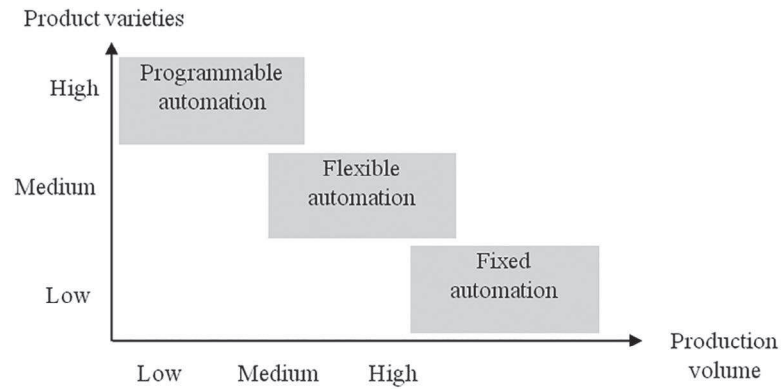 Product varieties
High
Programmable
automation
Medium
Flexible
automation
Low
Fixed
automation
Production
volume
Low
Medium
High